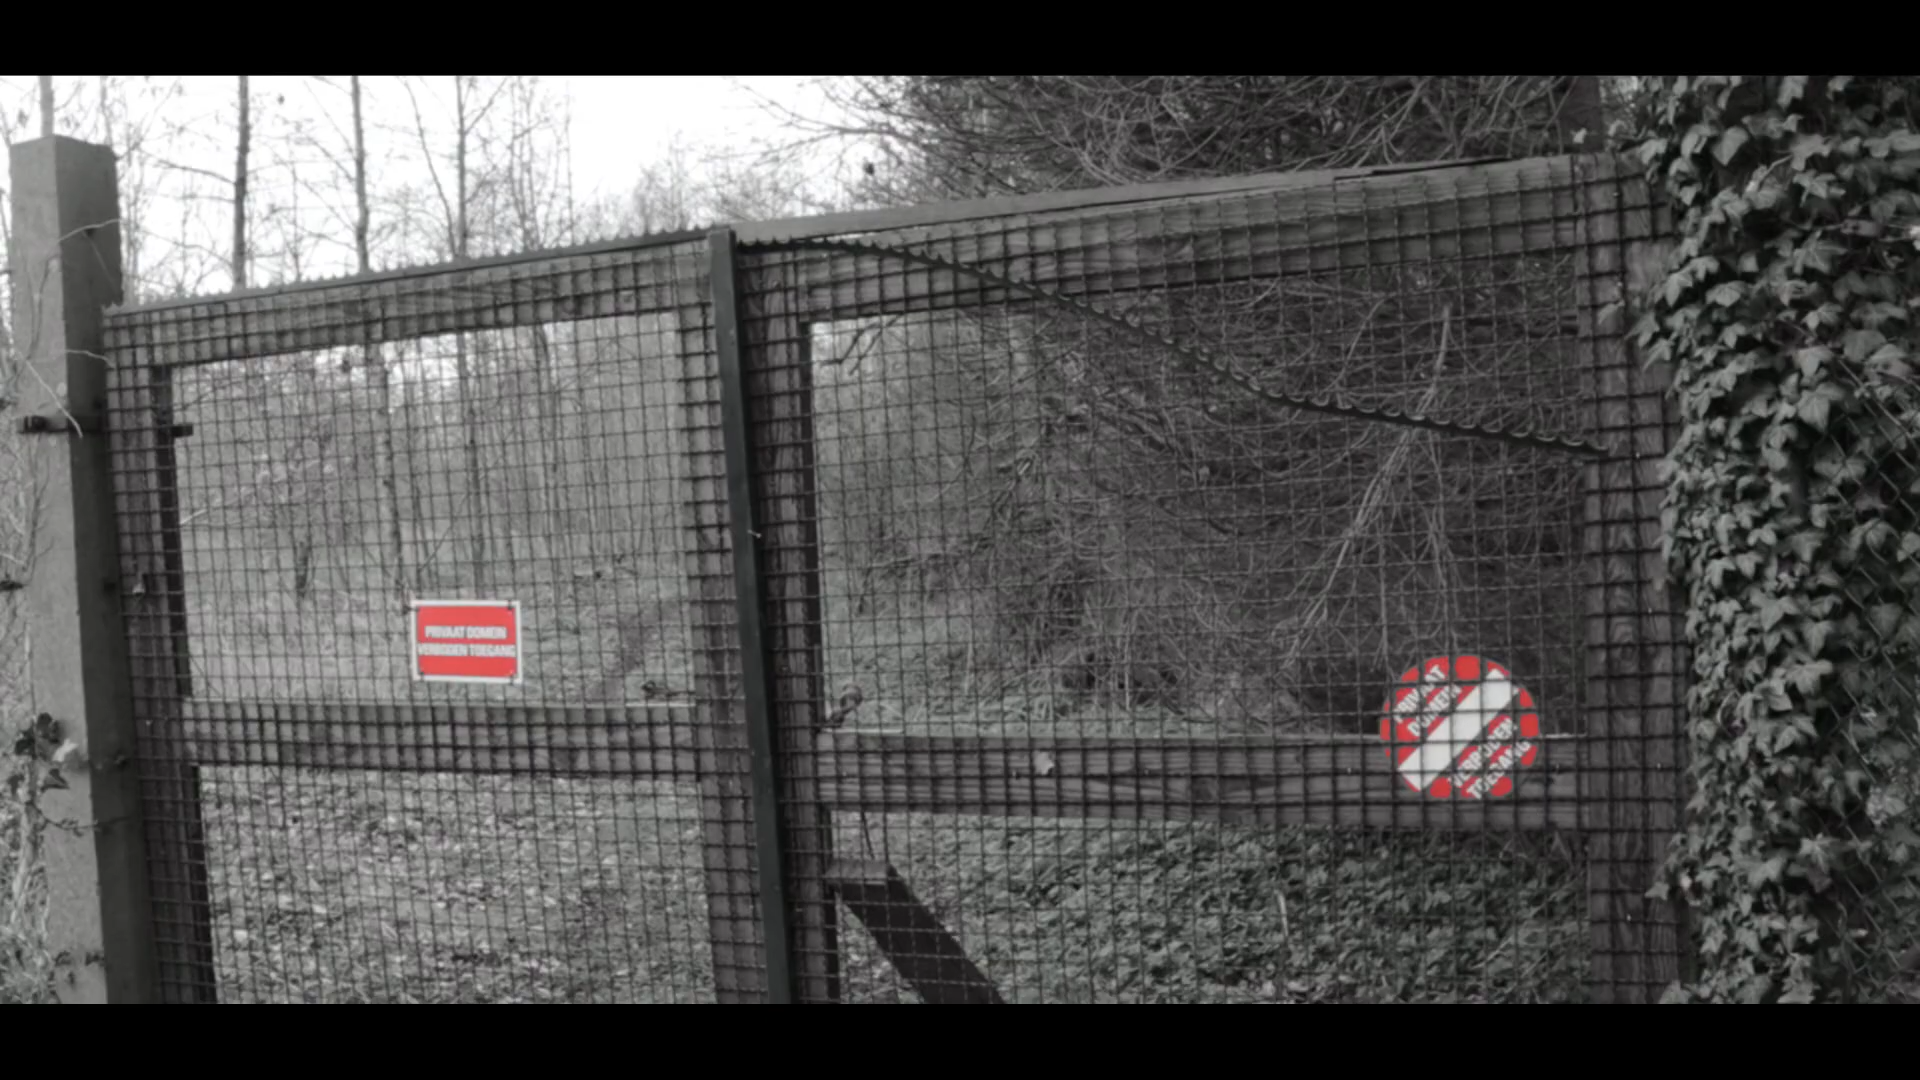 PRIVAAT DOMEIN
VERBODEN TOEGANG
PRIVAAT
DOMEIN
VERBODEN
TOEGANG